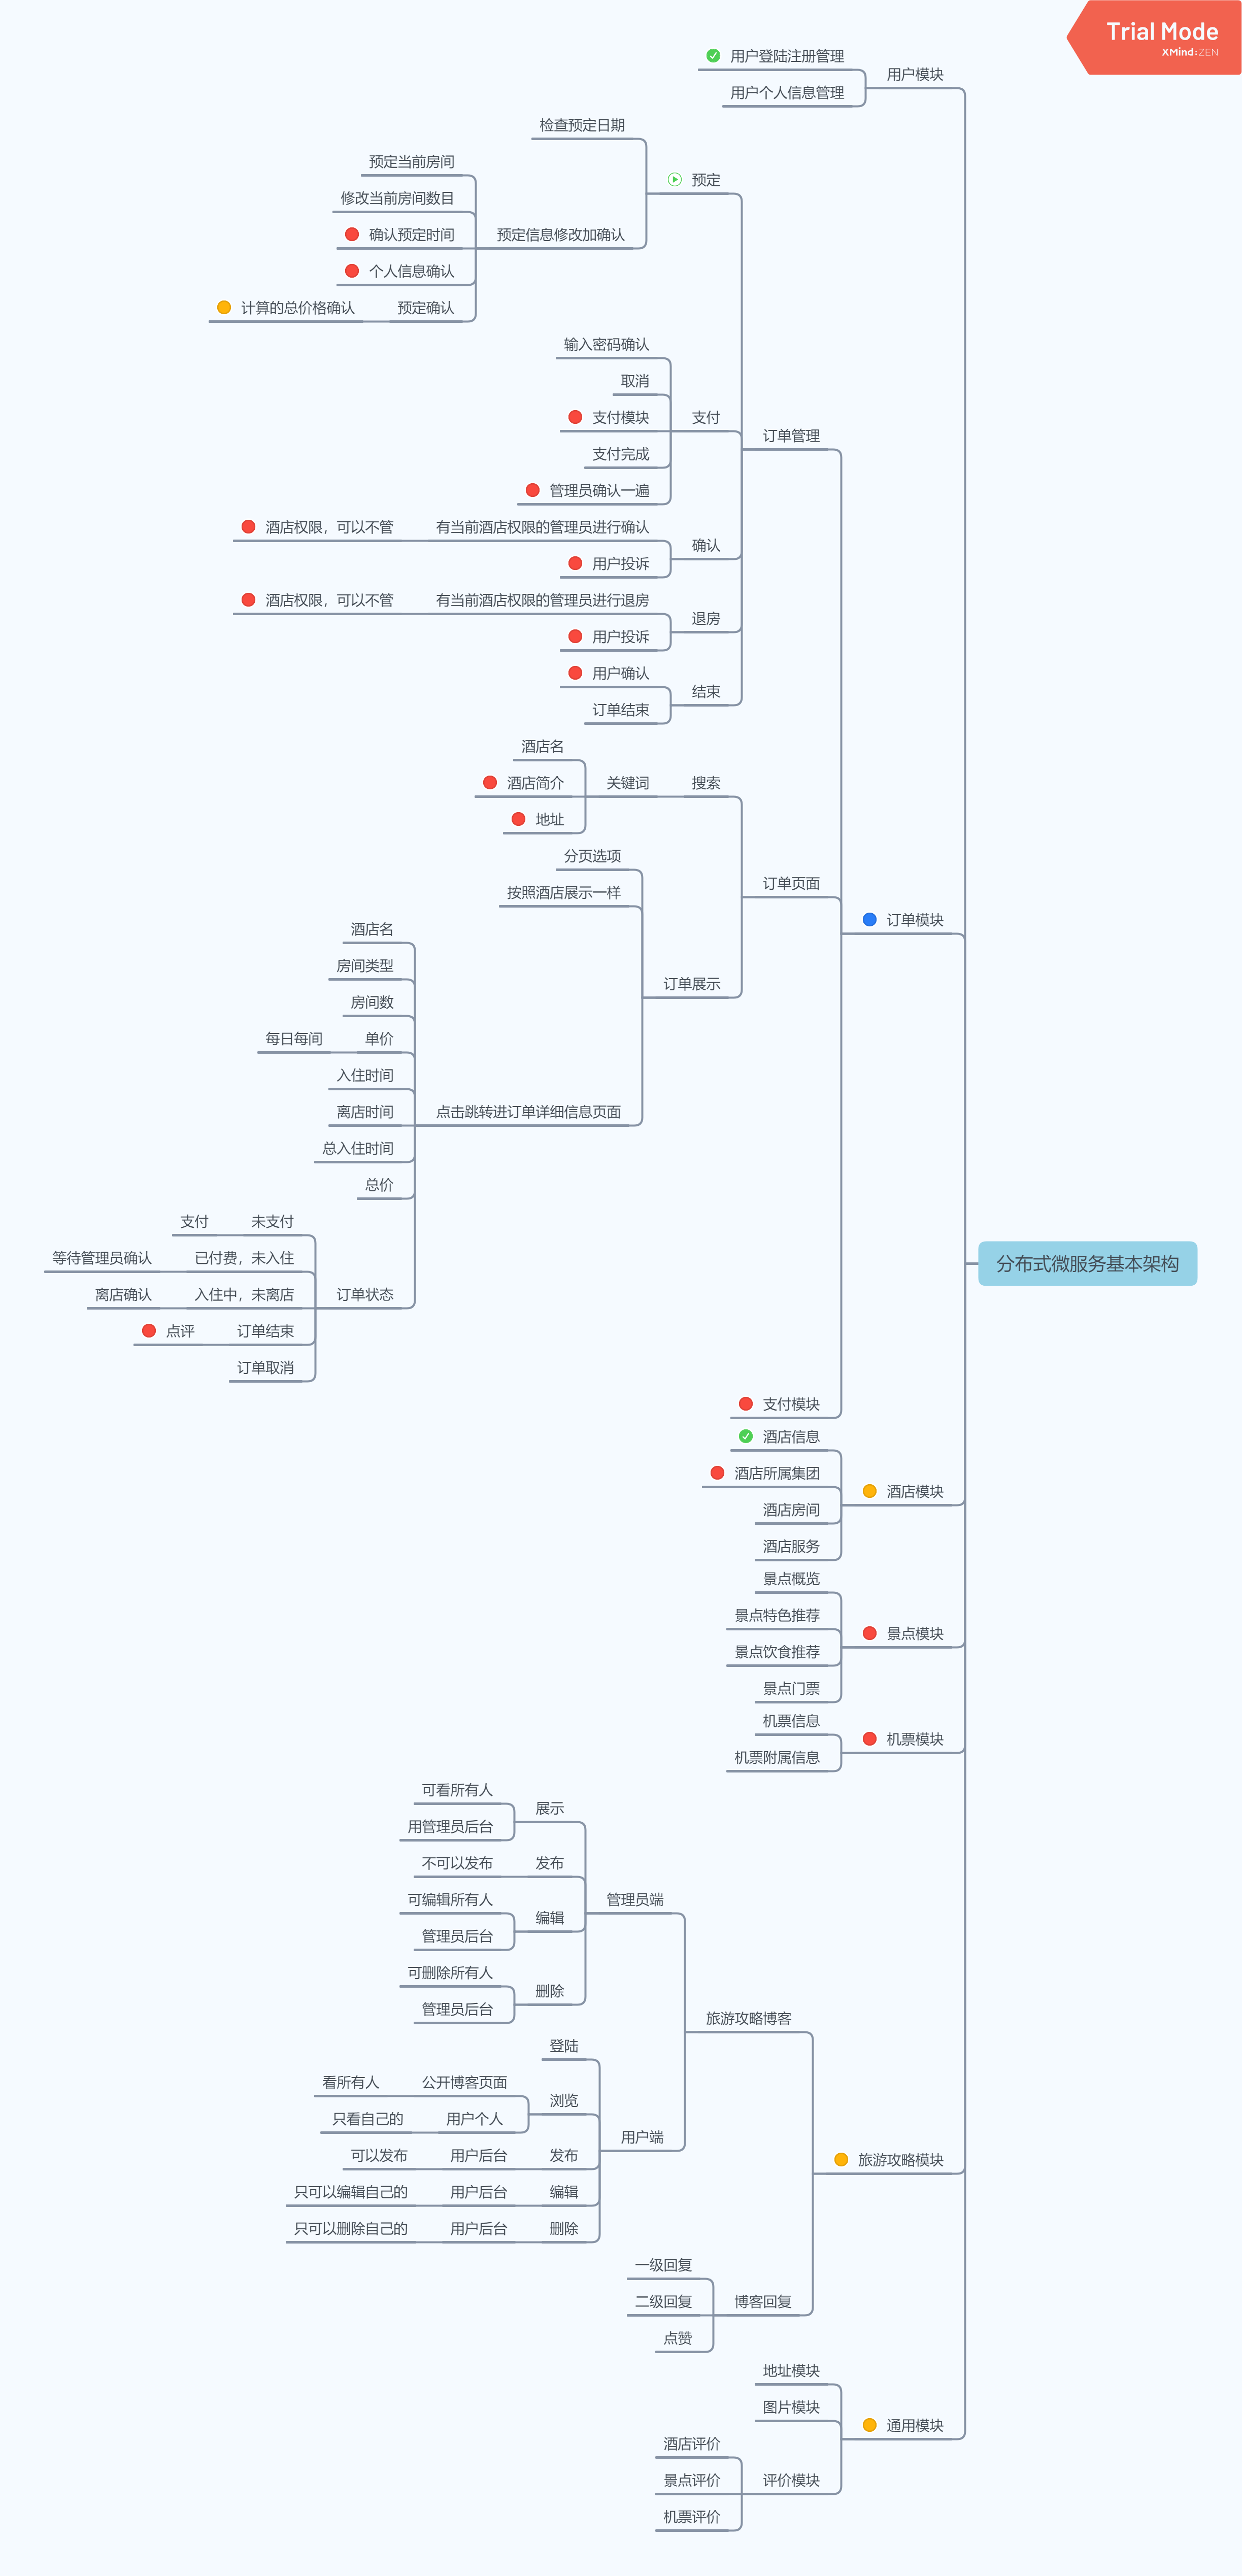 Trial Mode
XMind:ZEN
用户登陆注册管理
用户模块
用户个人信息管理
检查预定日期
预定当前房间
预定
修改当前房间数目
确认预定时间
预定信息修改加确认
个人信息确认
计算的总价格确认
预定确认
输入密码确认
取消
支付模块
支付
订单管理
支付完成
管理员确认一遍
酒店权限，可以不管
有当前酒店权限的管理员进行确认
确认
用户投诉
酒店权限，可以不管
有当前酒店权限的管理员进行退房
退房
用户投诉
用户确认
结束
订单结束
酒店名
酒店简介
关键词
搜索
地址
分页选项
订单页面
按照酒店展示一样
订单模块
酒店名
房间类型
订单展示
房间数
每日每间
单价
入住时间
离店时间
点击跳转进订单详细信息页面
总入住时间
总价
支付
未支付
等待管理员确认
已付费，未入住
分布式微服务基本架构
离店确认
入住中，未离店
订单状态
点评
订单结束
订单取消
支付模块
酒店信息
酒店所属集团
酒店模块
酒店房间
酒店服务
景点概览
景点特色推荐
景点模块
景点饮食推荐
景点门票
机票信息
机票模块
机票附属信息
可看所有人
展示
用管理员后台
不可以发布
发布
可编辑所有人
管理员端
编辑
管理员后台
可删除所有人
删除
管理员后台
旅游攻略博客
登陆
看所有人
公开博客页面
浏览
只看自己的
用户个人
用户端
可以发布
用户后台
发布
旅游攻略模块
只可以编辑自己的
用户后台
编辑
只可以删除自己的
用户后台
删除
一级回复
二级回复
博客回复
点赞
地址模块
图片模块
通用模块
酒店评价
景点评价
评价模块
机票评价